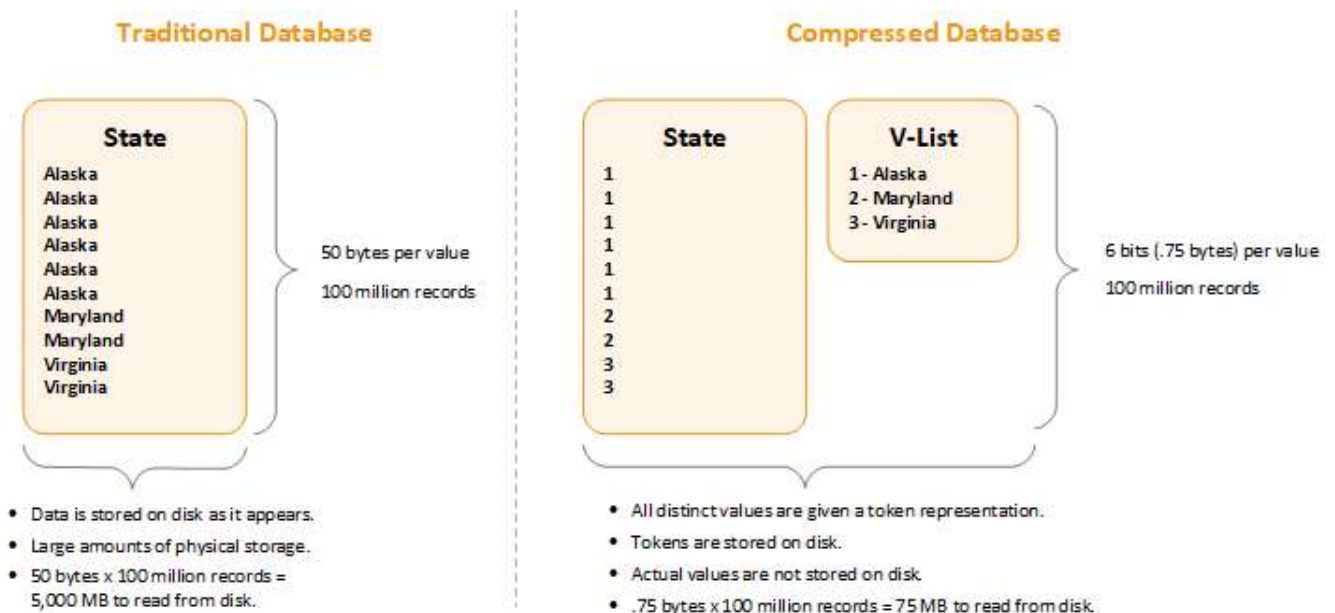 Traditional Database
State
Alaska
Alaska
Alaska
Alaska
Alaska
Alaska
Maryland
Maryland
Virginia
Virginia
50 bytes per value
100 million records
• Data is stored on disk as it appears.
• Large amounts of physical storage.
• 50 bytes x 100 million records =
5,000 MB to read from disk.
Compressed Database
State
1
1
1
1
1
1
2
2
3
3
V-List
1 - Alaska
2 - Maryland
3 - Virginia
6 bits (.75 bytes) per value
100 million records
• All distinct values are given a token representation.
• Tokens are stored on disk.
• Actual values are not stored on disk.
• .75 bytes x 100 million records = 75 MB to read from disk.